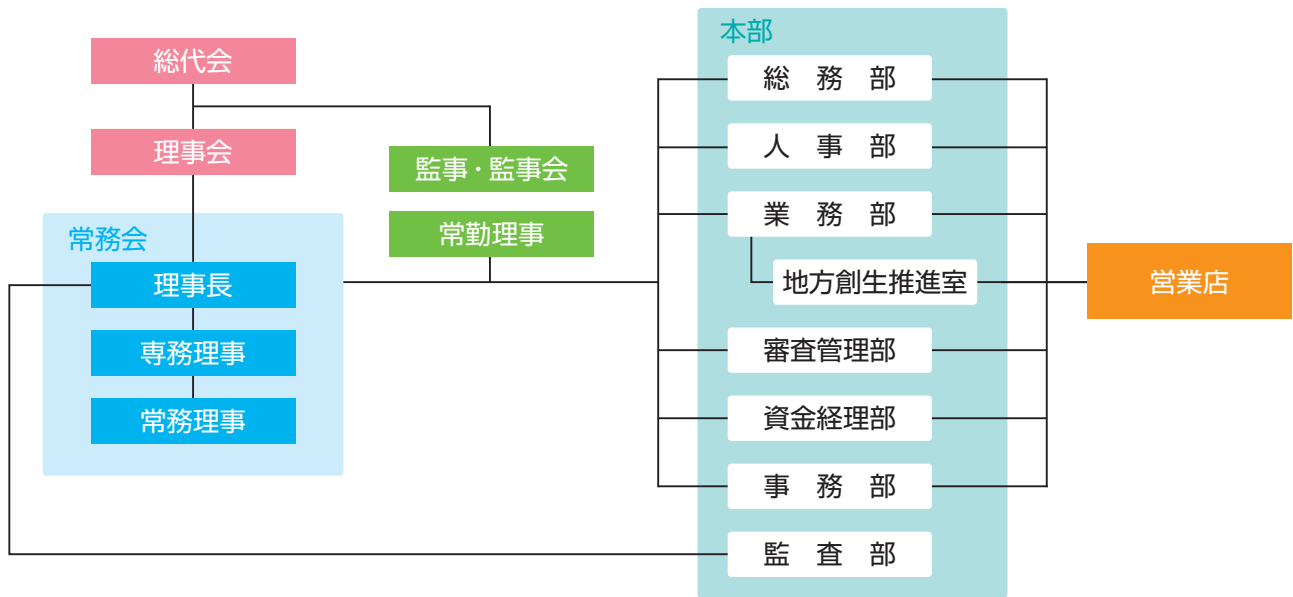 総代会
理事会
監事・監事会
常勤理事
常務会
理事長
専務理事
常務理事
本部
総　務　部
人　事　部
業　務　部
地方創生推進室
審査管理部
資金経理部
事　務　部
監　査　部
営業店